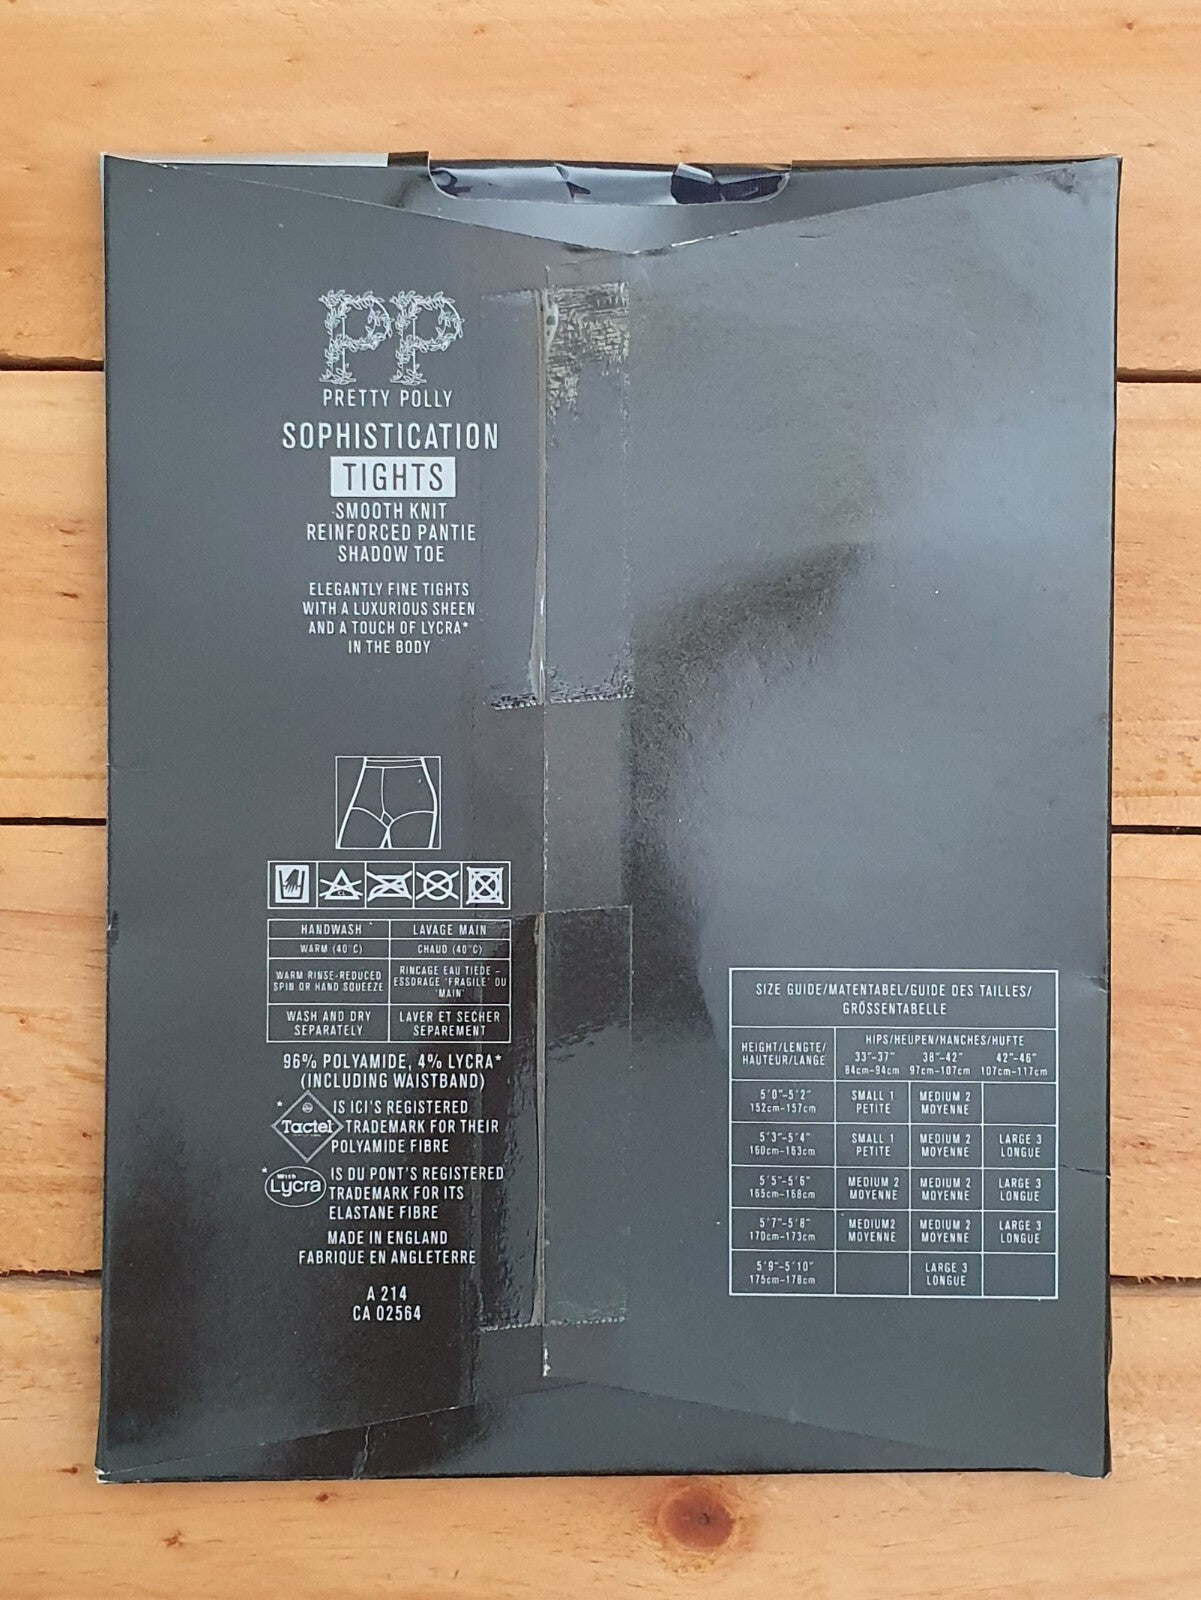 PP
PRETTY POLLY
SOPHISTICATION
TIGHTS
SMOOTH KNIT
REINFORCED PANTIE
SHADOW TOE
ELEGANTLY FINE TIGHTS
WITH A LUXURIOUS SHEEN
AND A TOUCH OF LYCRA*
IN THE BODY
CL
HANDWASH LAVAGE MAIN
WARM (40°C) CHAUD (40°C)
WARM RINSE-REDUCED
SPIN OR HAND SQUEEZE
RINCAGE EAU TIEDE -
ESSORAGE 'FRAGILE' OU
'MAIN'
WASH AND DRY
SEPARATELY
LAVER ET SECHER
SEPAREMENT
96% POLYAMIDE, 4% LYCRA*
(INCLUDING WAISTBAND)
* Tactel IS ICI'S REGISTERED
TRADEMARK FOR THEIR
POLYAMIDE FIBRE
* WITH Lycra IS DU PONT'S REGISTERED
TRADEMARK FOR ITS
ELASTANE FIBRE
MADE IN ENGLAND
FABRIQUE EN ANGLETERRE
A 214
CA 02564
SIZE GUIDE/MATENTABEL/GUIDE DES TAILLES/
GRÖSSENTABELLE
HEIGHT/LENGTE/
HAUTEUR/LANGE
HIPS/HEUPEN/HANCHES/HUFTE
33"-37" 38"-42" 42"-46"
84cm-94cm 97cm-107cm 107cm-117cm
5'0"-5'2" SMALL 1 MEDIUM 2
152cm-157cm PETITE MOYENNE
5'3"-5'4" SMALL 1 MEDIUM 2 LARGE 3
160cm-163cm PETITE MOYENNE LONGUE
5'5"-5'6" MEDIUM 2 MEDIUM 2 LARGE 3
165cm-168cm MOYENNE MOYENNE LONGUE
5'7"-5'8" MEDIUM2 MEDIUM 2 LARGE 3
170cm-173cm MOYENNE MOYENNE LONGUE
5'9"-5'10" LARGE 3
175cm-178cm LONGUE